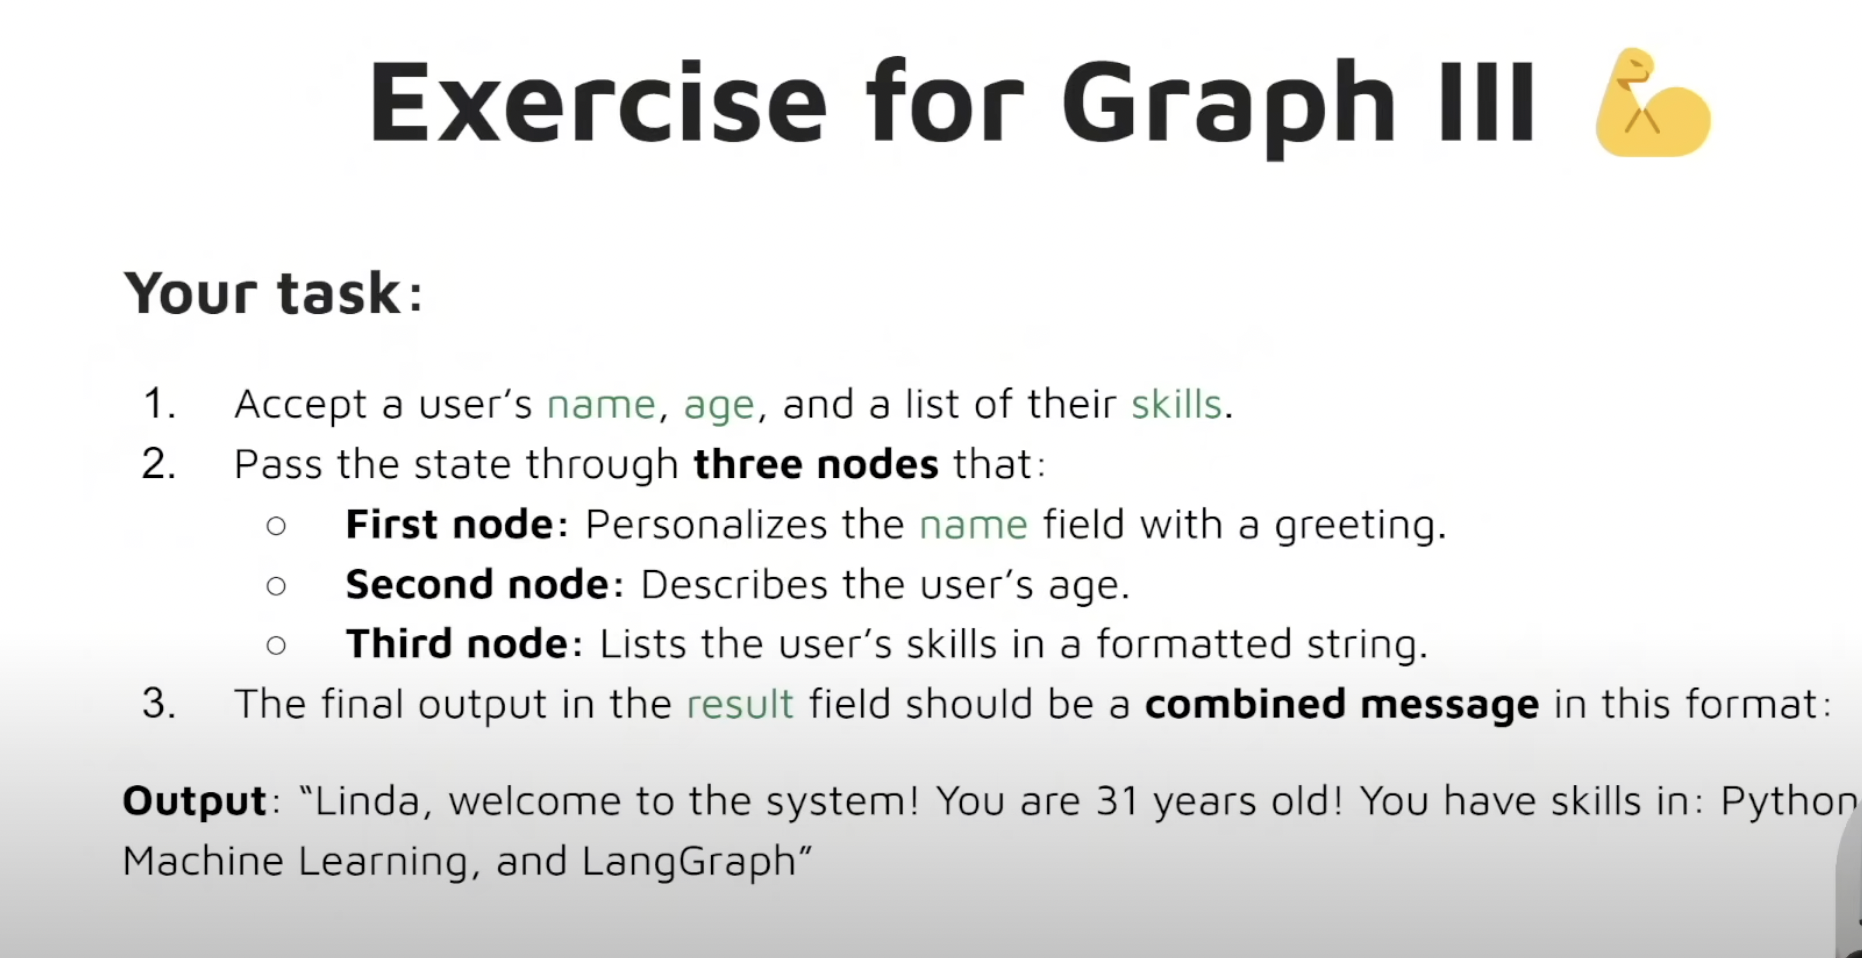 Exercise for Graph III
Your task:
1. Accept a user's name, age, and a list of their skills.
2. Pass the state through three nodes that:
○ First node: Personalizes the name field with a greeting.
○ Second node: Describes the user's age.
○ Third node: Lists the user's skills in a formatted string.
3. The final output in the result field should be a combined message in this format:
Output: “Linda, welcome to the system! You are 31 years old! You have skills in: Python
Machine Learning, and LangGraph”